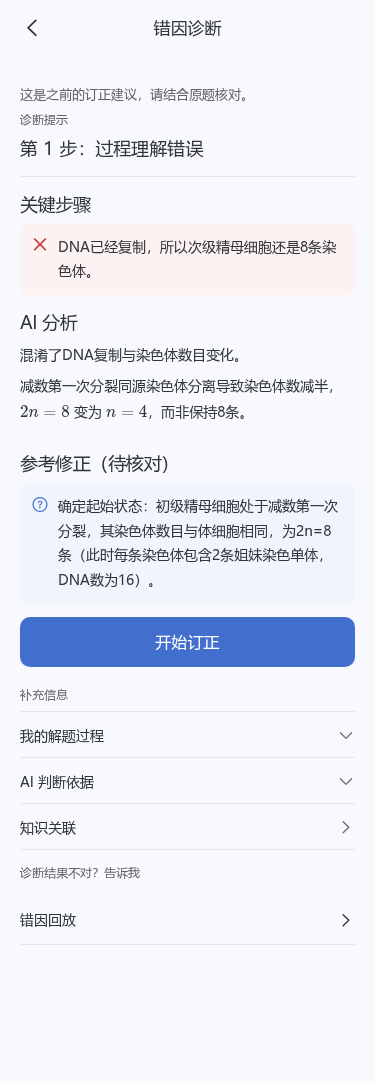 错因诊断
这是之前的订正建议，请结合原题核对。
诊断提示
第 1 步：过程理解错误
关键步骤
DNA已经复制，所以次级精母细胞还是8条染
色体。
AI 分析
混淆了DNA复制与染色体数目变化。
减数第一次分裂同源染色体分离导致染色体数减半，
2n = 8 变为 n = 4，而非保持8条。
参考修正（待核对）
确定起始状态：初级精母细胞处于减数第一次
分裂，其染色体数目与体细胞相同，为2n=8
条（此时每条染色体包含2条姐妹染色单体，
DNA数为16）。
开始订正
补充信息
我的解题过程
AI 判断依据
知识关联
诊断结果不对？告诉我
错因回放